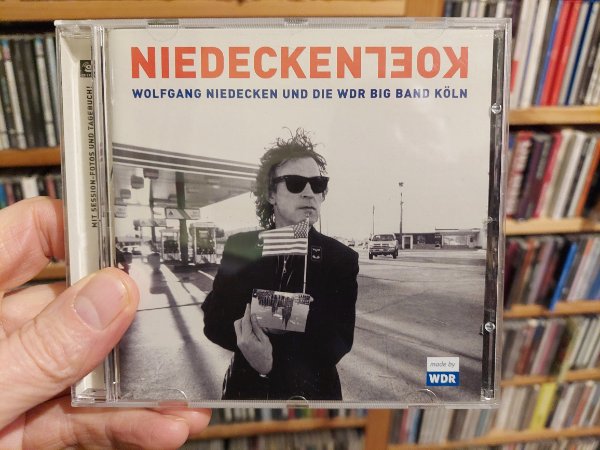 NIEDECKENKOELN
WOLFGANG NIEDECKEN UND DIE WDR BIG BAND KÖLN
MIT SESSION-FOTOS UND TAGEBUCH!
made by
WDR